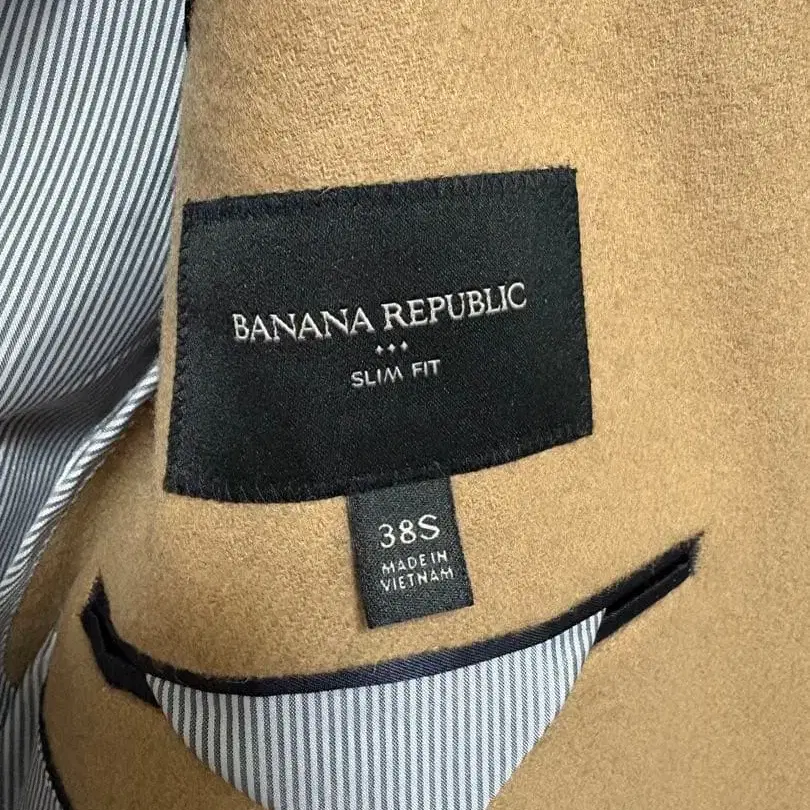 BANANA REPUBLIC
SLIM FIT
38S
MADE IN
VIETNAM